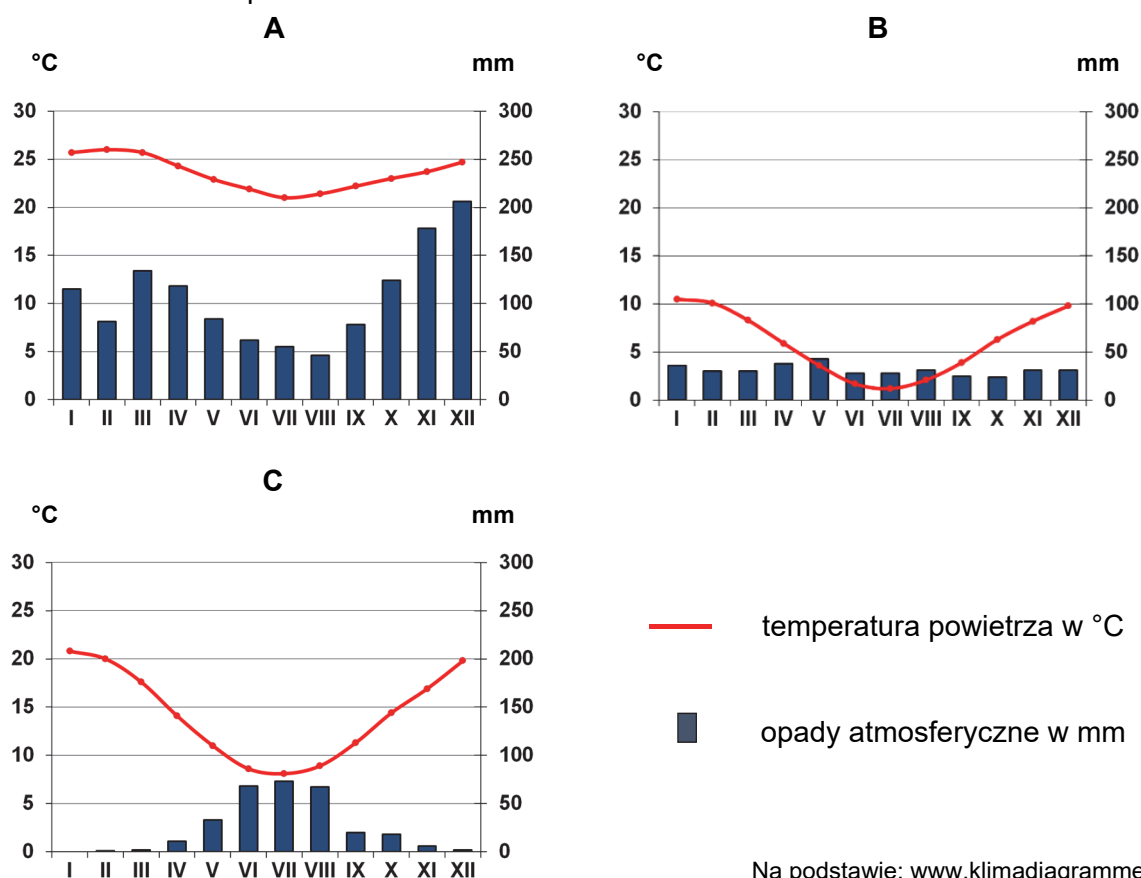 A
°C mm
30 300
25 250
20 200
15 150
10 100
5 50
0 0
I II III IV V VI VII VIII IX X XI XII
B
°C mm
30 300
25 250
20 200
15 150
10 100
5 50
0 0
I II III IV V VI VII VIII IX X XI XII
C
°C mm
30 300
25 250
20 200
15 150
10 100
5 50
0 0
I II III IV V VI VII VIII IX X XI XII
temperatura powietrza w °C
opady atmosferyczne w mm
Na podstawie: www.klimadiagramme